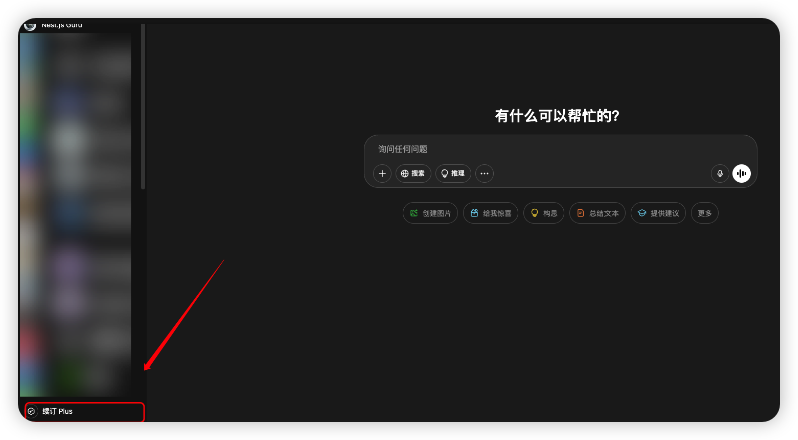 Nest.js Guru
有什么可以帮忙的?
询问任何问题
搜索
推理
创建图片
给我惊喜
构思
总结文本
提供建议
更多
续订 Plus